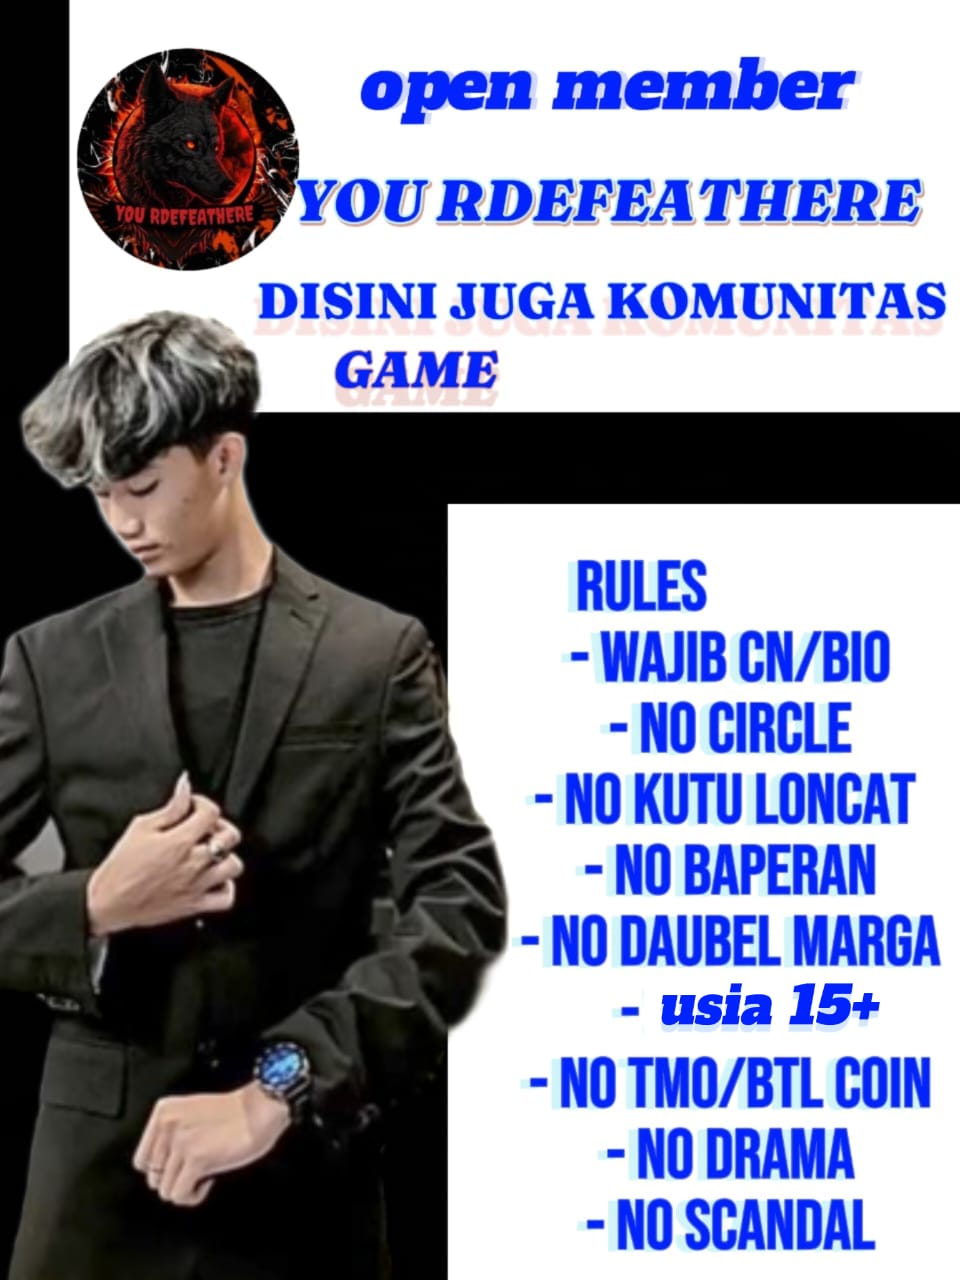 open member
YOU RDEFEATHERE
YOU RDEFEATHERE
DISINI JUGA KOMUNITAS
GAME
RULES
- WAJIB CN/BIO
- NO CIRCLE
- NO KUTU LONCAT
- NO BAPERAN
- NO DAUBEL MARGA
- usia 15+
- NO TMO/BTL COIN
- NO DRAMA
- NO SCANDAL